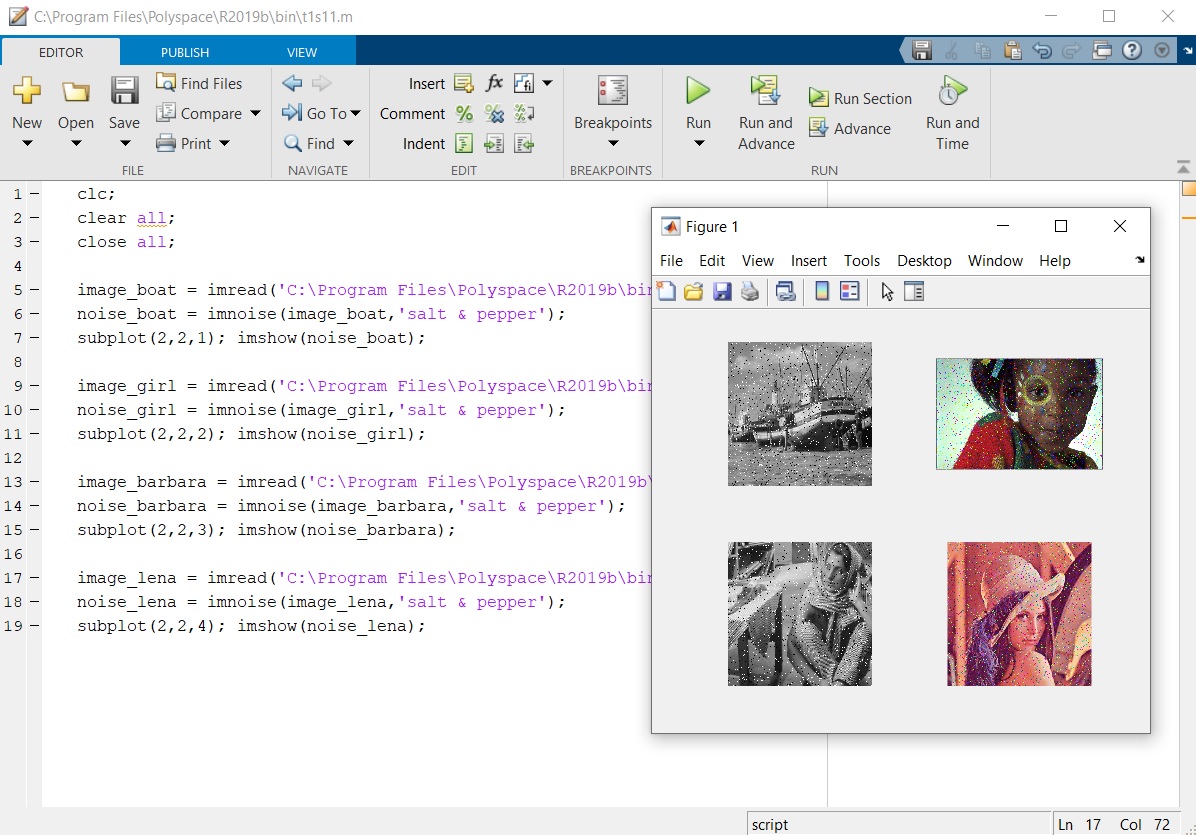 C:\Program Files\Polyspace\R2019b\bin\t1s11.m
EDITOR PUBLISH VIEW
New Open Save Find Files Compare Print
FILE
Go To Find
NAVIGATE
Insert fx
Comment
Indent
EDIT
Breakpoints
BREAKPOINTS
Run Run and Advance Run Section Advance Run and Time
RUN
1 clc;
2 clear all;
3 close all;
4
5 image_boat = imread('C:\Program Files\Polyspace\R2019b\bin
6 noise_boat = imnoise(image_boat,'salt & pepper');
7 subplot(2,2,1); imshow(noise_boat);
8
9 image_girl = imread('C:\Program Files\Polyspace\R2019b\bin
10 noise_girl = imnoise(image_girl,'salt & pepper');
11 subplot(2,2,2); imshow(noise_girl);
12
13 image_barbara = imread('C:\Program Files\Polyspace\R2019b\
14 noise_barbara = imnoise(image_barbara,'salt & pepper');
15 subplot(2,2,3); imshow(noise_barbara);
16
17 image_lena = imread('C:\Program Files\Polyspace\R2019b\bin
18 noise_lena = imnoise(image_lena,'salt & pepper');
19 subplot(2,2,4); imshow(noise_lena);
Figure 1
File Edit View Insert Tools Desktop Window Help
script Ln 17 Col 72